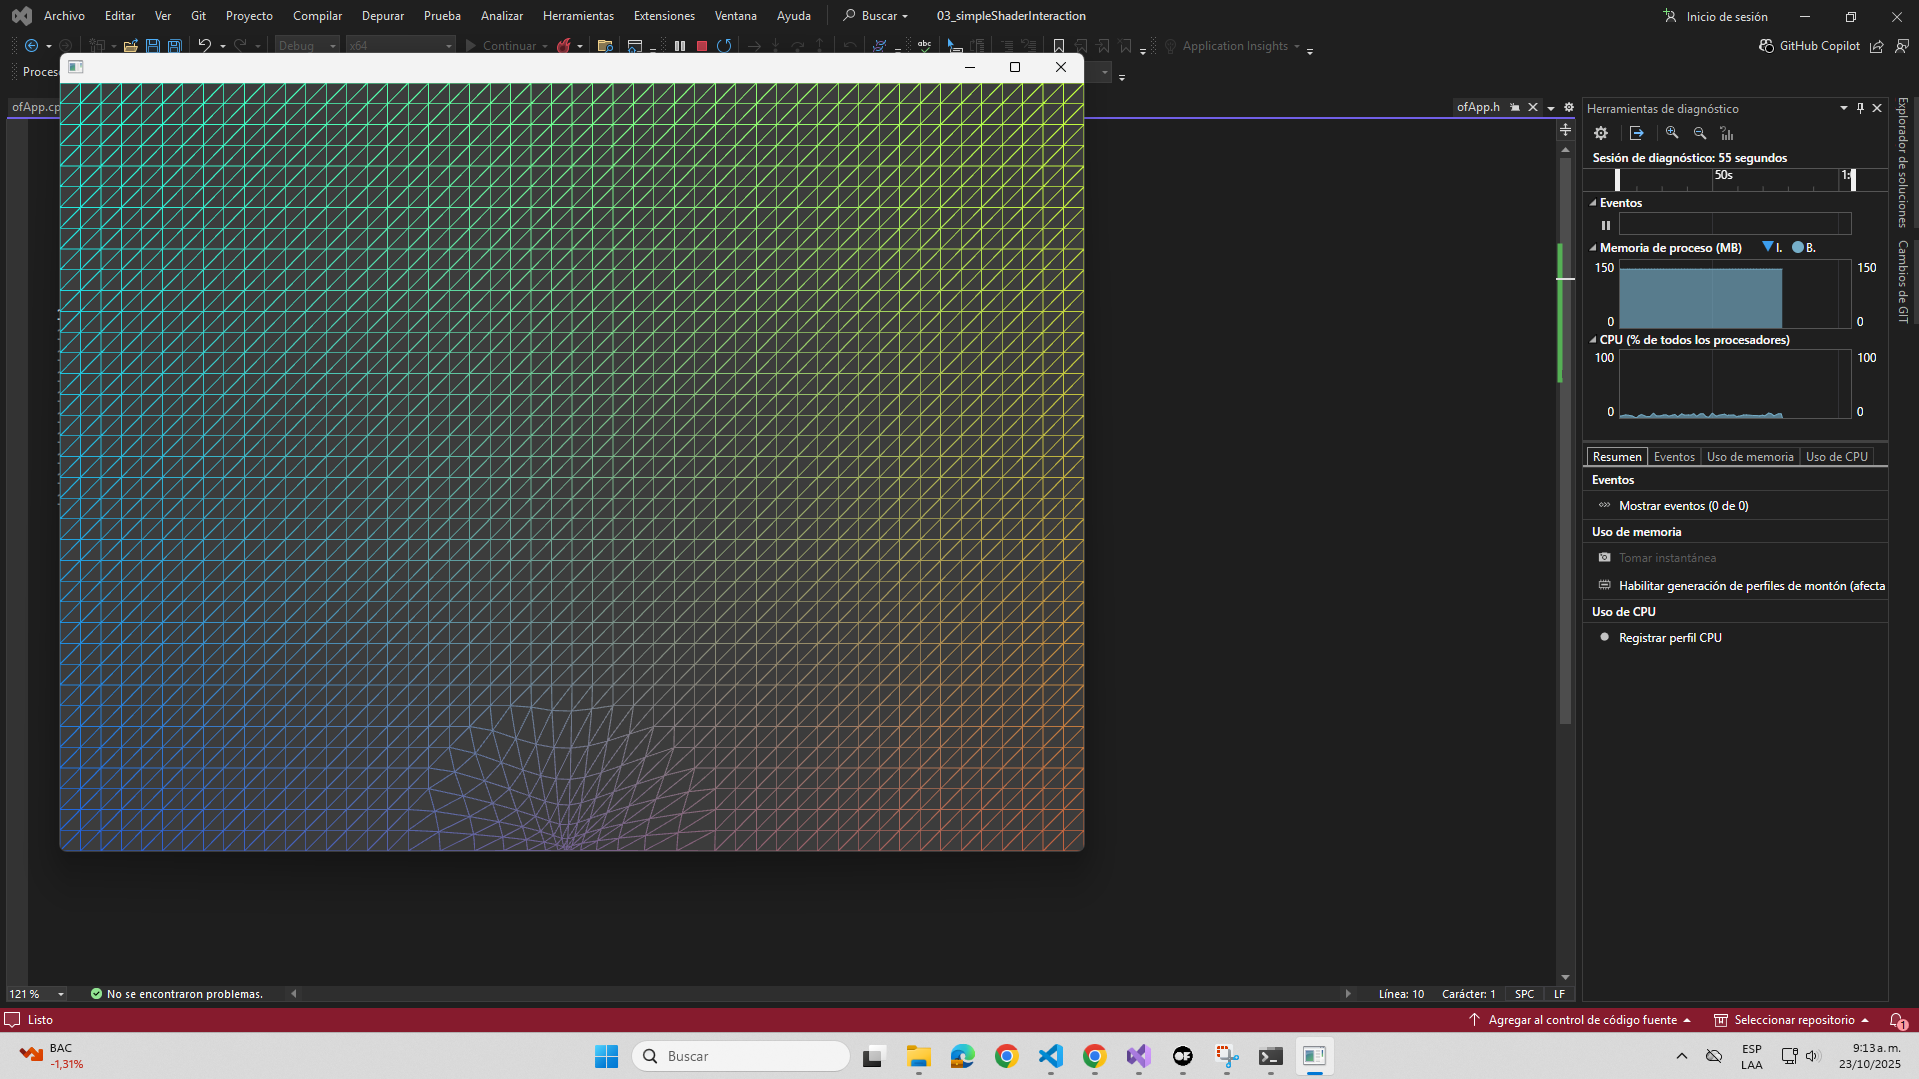 Archivo Editar Ver Git Proyecto Compilar Depurar Prueba Analizar Herramientas Extensiones Ventana Ayuda Buscar 03_simpleShaderInteraction Inicio de sesión
Debug x64 Continuar abc Application Insights GitHub Copilot
Proces
ofApp.cp ofApp.h
Herramientas de diagnóstico
Sesión de diagnóstico: 55 segundos
50s 1:
Eventos
Memoria de proceso (MB) I. B.
150 150
0 0
CPU (% de todos los procesadores)
100 100
0 0
Resumen Eventos Uso de memoria Uso de CPU
Eventos
Mostrar eventos (0 de 0)
Uso de memoria
Tomar instantánea
Habilitar generación de perfiles de montón (afecta
Uso de CPU
Registrar perfil CPU
Explorador de soluciones
Cambios de GIT
121 % No se encontraron problemas. Línea: 10 Carácter: 1 SPC LF
Listo Agregar al control de código fuente Seleccionar repositorio 1
BAC
-1,31%
Buscar
ESP
LAA
9:13 a. m.
23/10/2025